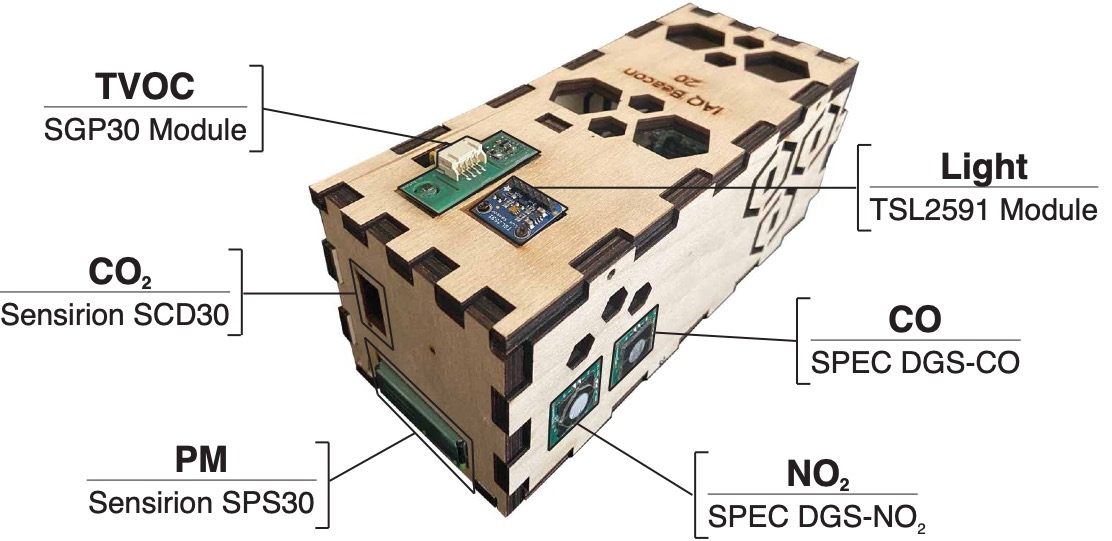 TVOC
SGP30 Module
IAQ Beacon
20
Light
TSL2591 Module
CO₂
Sensirion SCD30
CO
SPEC DGS-CO
PM
Sensirion SPS30
NO₂
SPEC DGS-NO₂